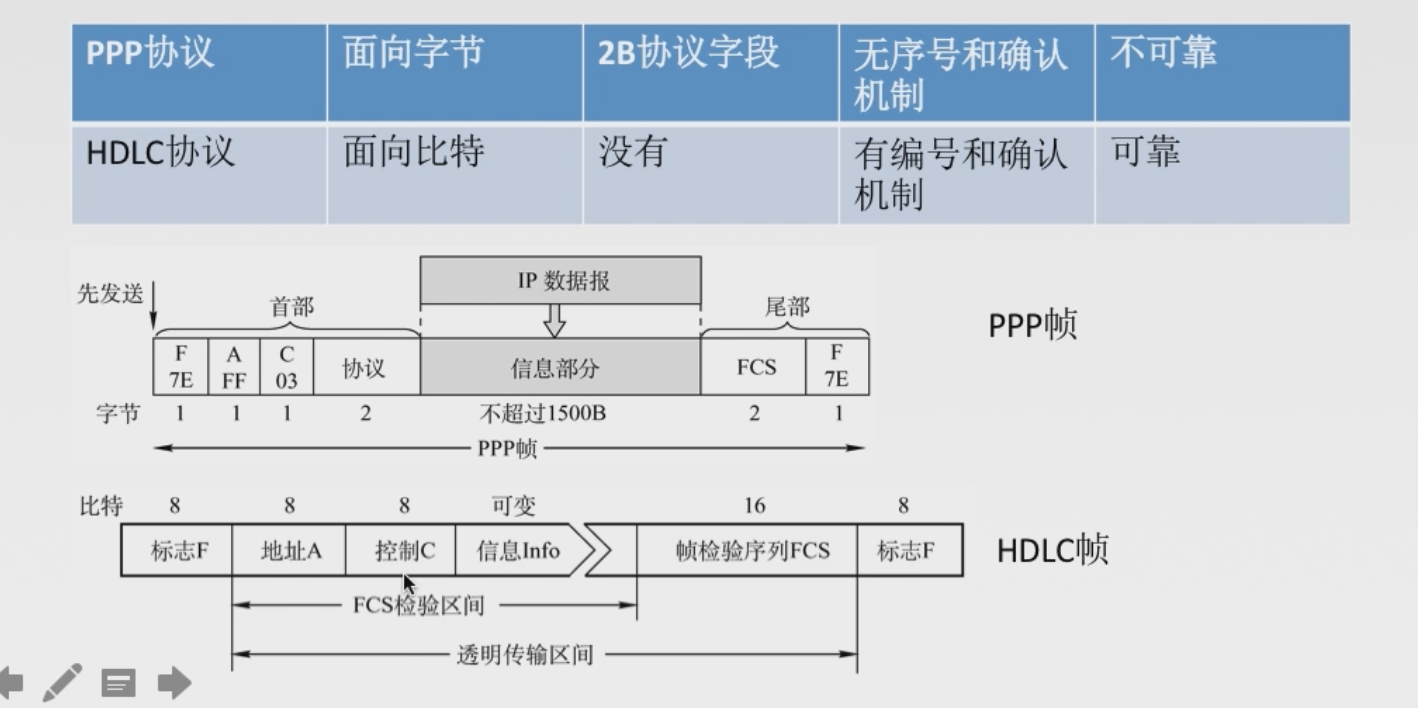 PPP协议 面向字节 2B协议字段 无序号和确认机制 不可靠
HDLC协议 面向比特 没有 有编号和确认机制 可靠
IP 数据报
先发送 首部 尾部
PPP帧
F 7E A FF C 03 协议 信息部分 FCS F 7E
字节 1 1 1 2 不超过1500B 2 1
PPP帧
比特 8 8 8 可变 16 8
标志F 地址A 控制C 信息Info 帧检验序列FCS 标志F
HDLC帧
FCS检验区间
透明传输区间